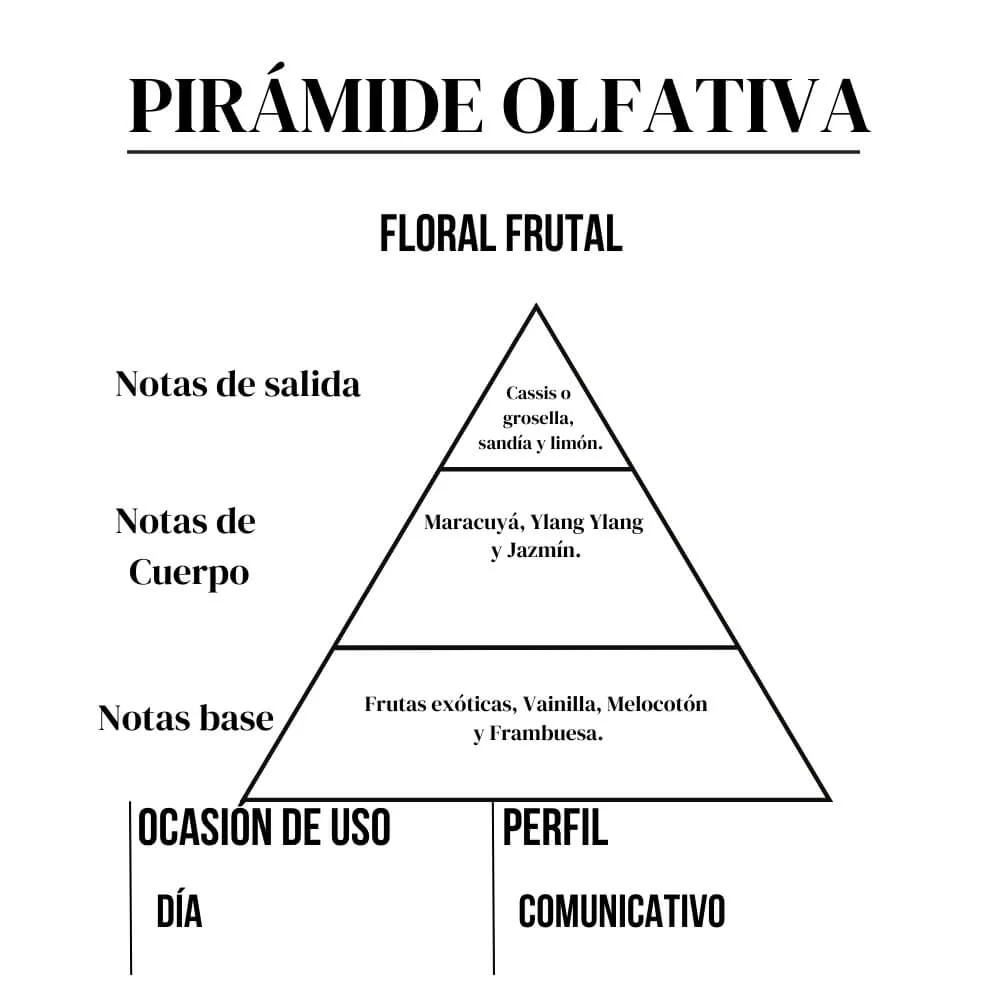 PIRÁMIDE OLFATIVA
FLORAL FRUTAL
Notas de salida
Cassis o
grosella,
sandía y limón.
Notas de
Cuerpo
Maracuyá, Ylang Ylang
y Jazmín.
Notas base
Frutas exóticas, Vainilla, Melocotón
y Frambuesa.
OCASIÓN DE USO
DÍA
PERFIL
COMUNICATIVO